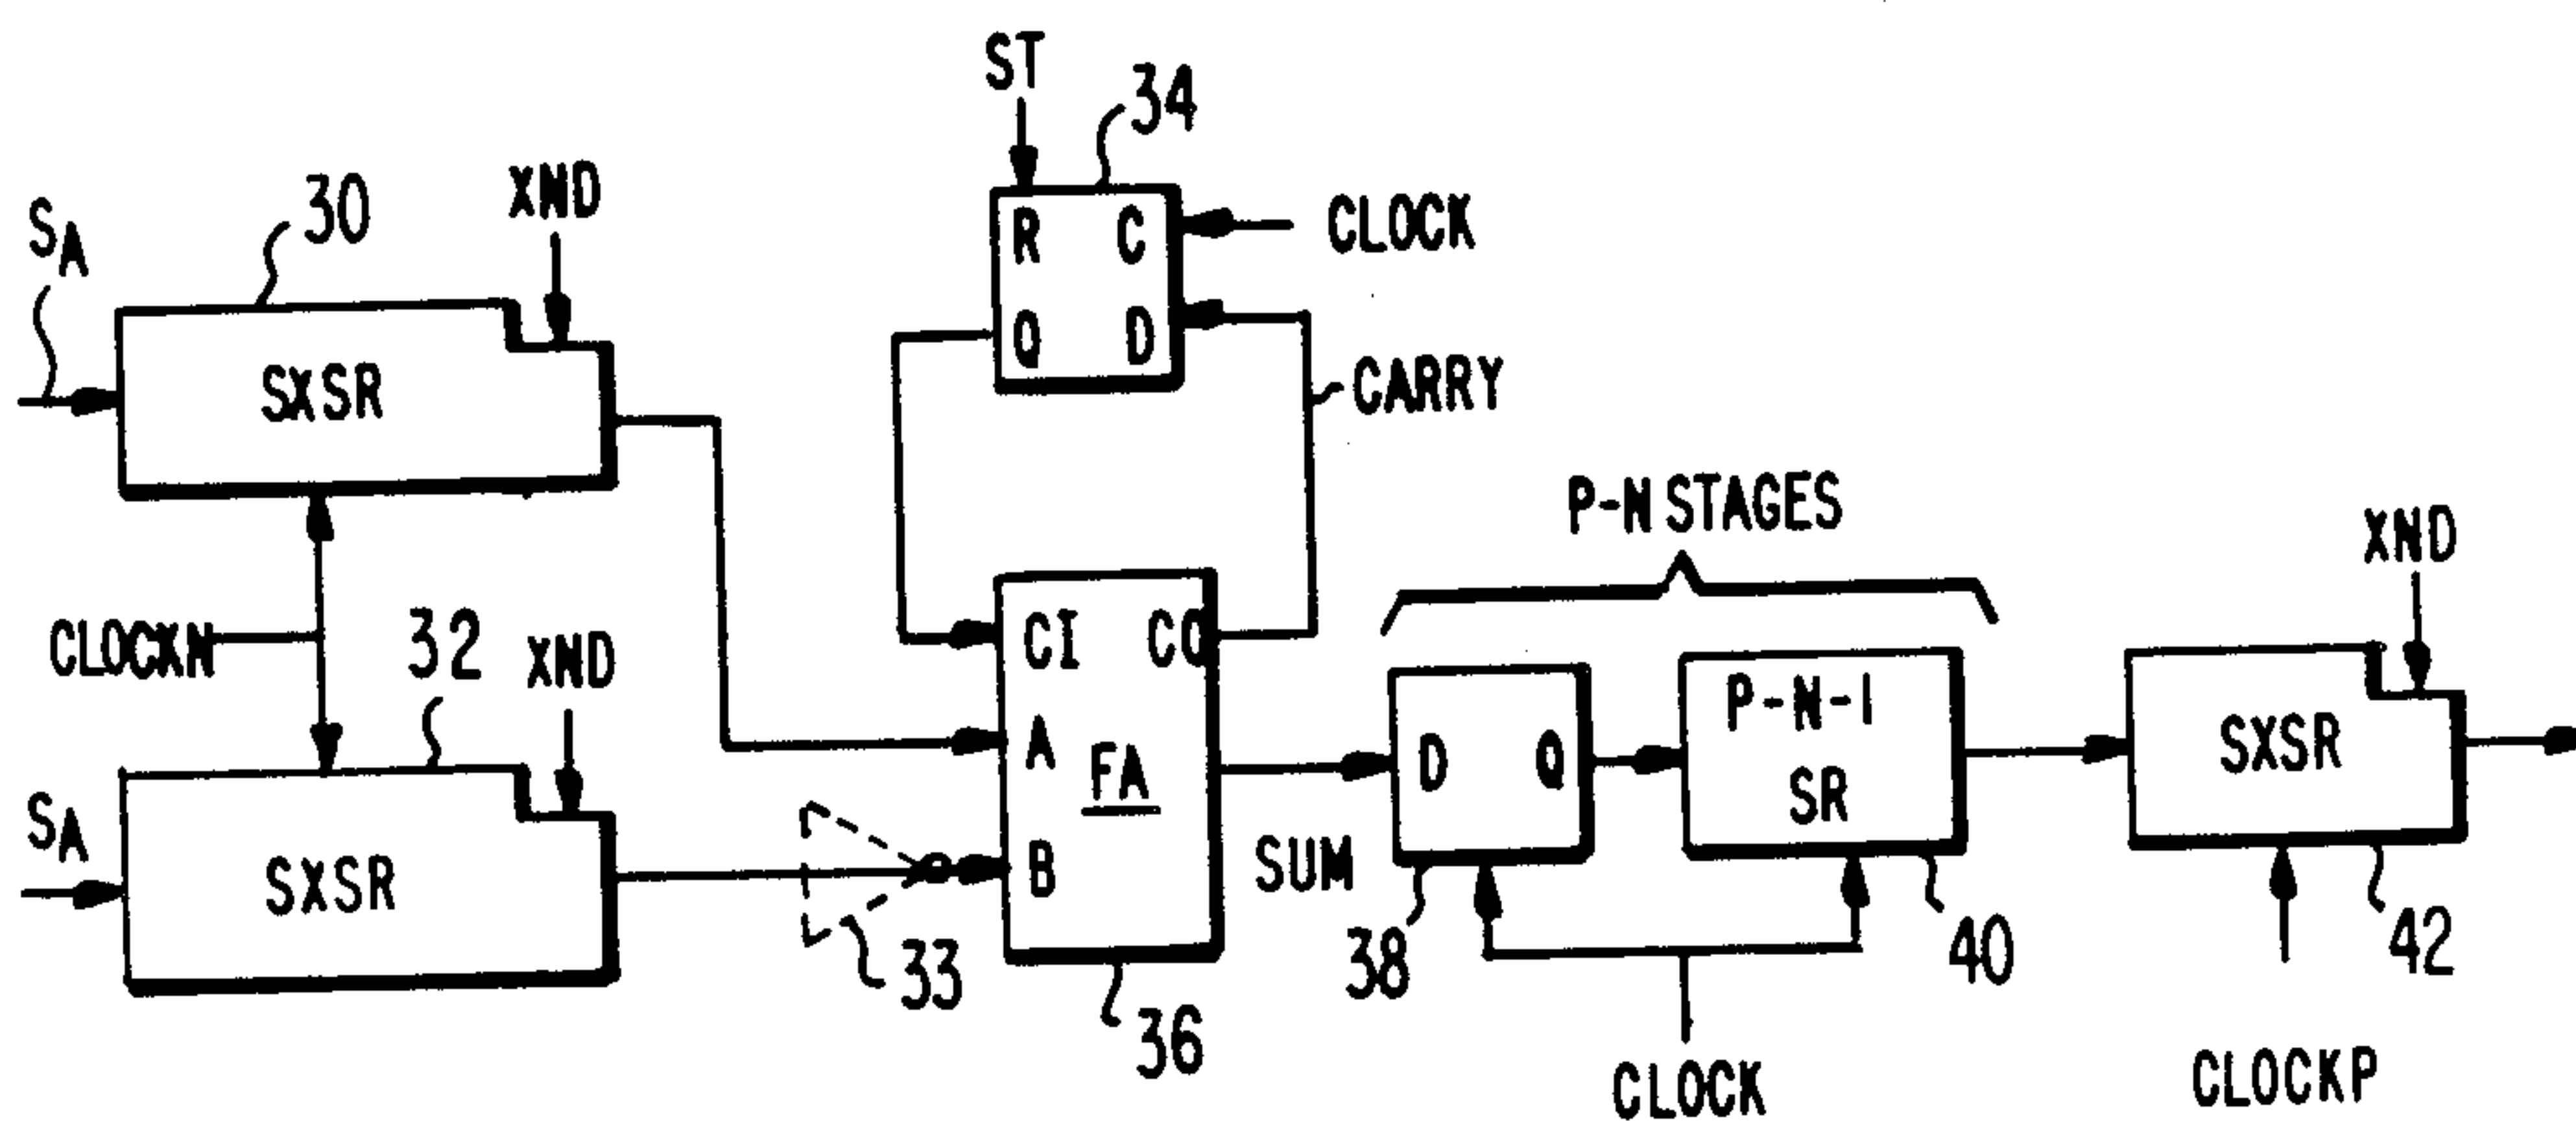 ST
34
XND
30
SA
R C
CLOCK
Q D
SXSR
CARRY
P-N STAGES
XND
CLOCKN
32
XND
CI CO
P-N-1
SR
SXSR
A
FA
D Q
SA
SXSR
B
SUM
33
38
40
42
36
CLOCK
CLOCKP